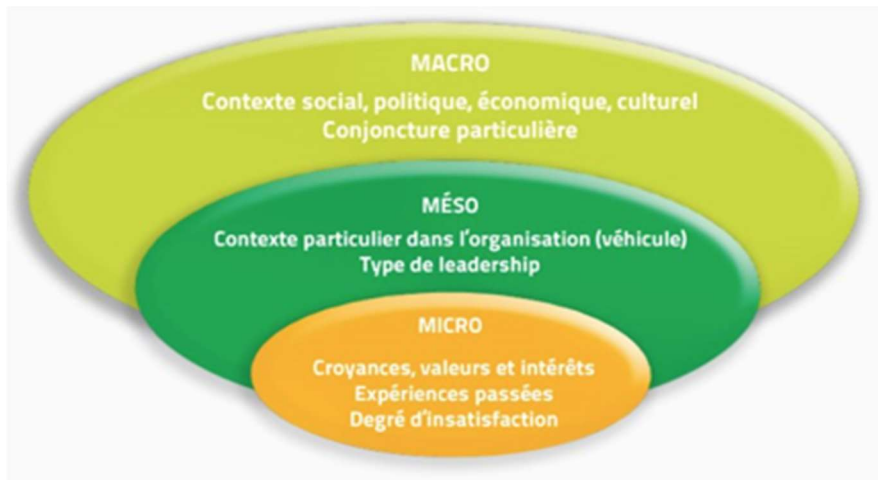 MACRO
Contexte social, politique, économique, culturel
Conjoncture particulière
MÉSO
Contexte particulier dans l'organisation (véhicule)
Type de leadership
MICRO
Croyances, valeurs et intérêts
Expériences passées
Degré d'insatisfaction